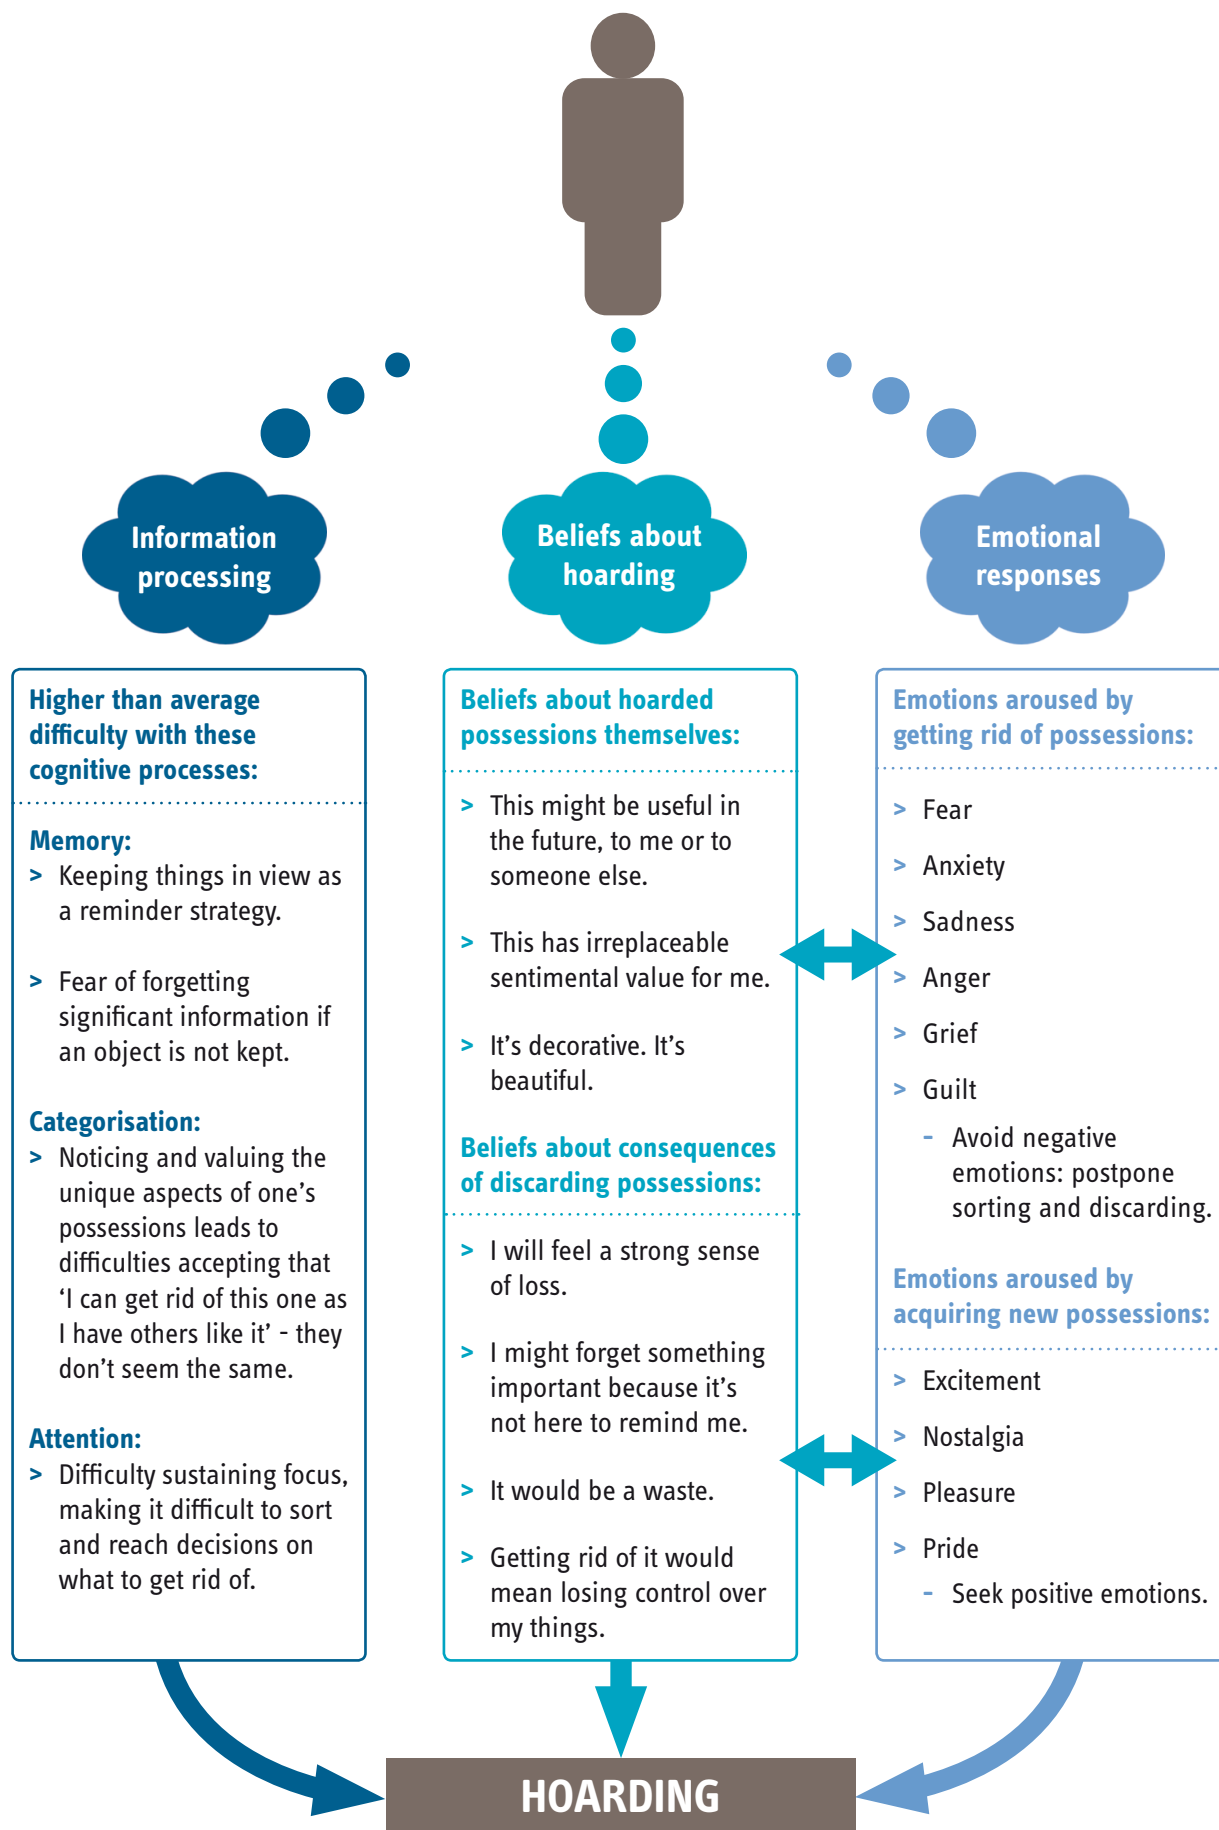 Information
processing
Beliefs about
hoarding
Emotional
responses
Higher than average
difficulty with these
cognitive processes:
Memory:
> Keeping things in view as
a reminder strategy.
> Fear of forgetting
significant information if
an object is not kept.
Categorisation:
> Noticing and valuing the
unique aspects of one’s
possessions leads to
difficulties accepting that
‘I can get rid of this one as
I have others like it’ - they
don’t seem the same.
Attention:
> Difficulty sustaining focus,
making it difficult to sort
and reach decisions on
what to get rid of.
Beliefs about hoarded
possessions themselves:
> This might be useful in
the future, to me or to
someone else.
> This has irreplaceable
sentimental value for me.
> It’s decorative. It’s
beautiful.
Beliefs about consequences
of discarding possessions:
> I will feel a strong sense
of loss.
> I might forget something
important because it’s
not here to remind me.
> It would be a waste.
> Getting rid of it would
mean losing control over
my things.
Emotions aroused by
getting rid of possessions:
> Fear
> Anxiety
> Sadness
> Anger
> Grief
> Guilt
- Avoid negative
emotions: postpone
sorting and discarding.
Emotions aroused by
acquiring new possessions:
> Excitement
> Nostalgia
> Pleasure
> Pride
- Seek positive emotions.
HOARDING